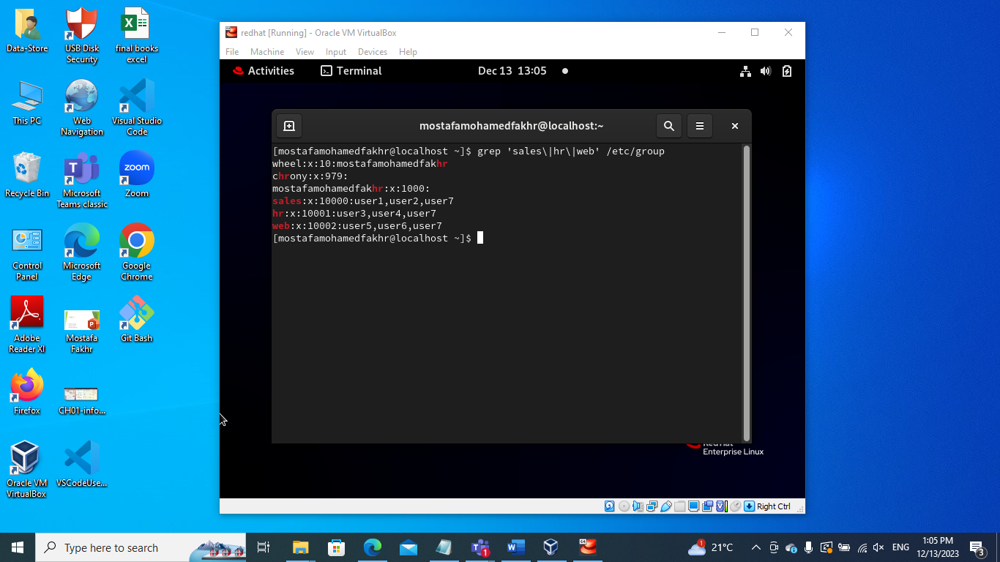 Data-Store
USB Disk
Security
final books
excel
This PC
Web
Navigation
Visual Studio
Code
Recycle Bin
Microsoft
Teams classic
zoom
Zoom
Control
Panel
Microsoft
Edge
Google
Chrome
Adobe
Reader XI
Mostafa
Fakhr
Git Bash
Firefox
CH01-info...
Oracle VM
VirtualBox
VSCodeUse...
redhat [Running] - Oracle VM VirtualBox
File Machine View Input Devices Help
Activities Terminal Dec 13 13:05
mostafamohamedfakhr@localhost:~
[mostafamohamedfakhr@localhost ~]$ grep 'sales\|hr\|web' /etc/group
wheel:x:10:mostafamohamedfakhr
chrony:x:979:
mostafamohamedfakhr:x:1000:
sales:x:10000:user1,user2,user7
hr:x:10001:user3,user4,user7
web:x:10002:user5,user6,user7
[mostafamohamedfakhr@localhost ~]$
Red Hat
Enterprise Linux
Right Ctrl
Type here to search
1
1
21°C
ENG
1:05 PM
12/13/2023
3